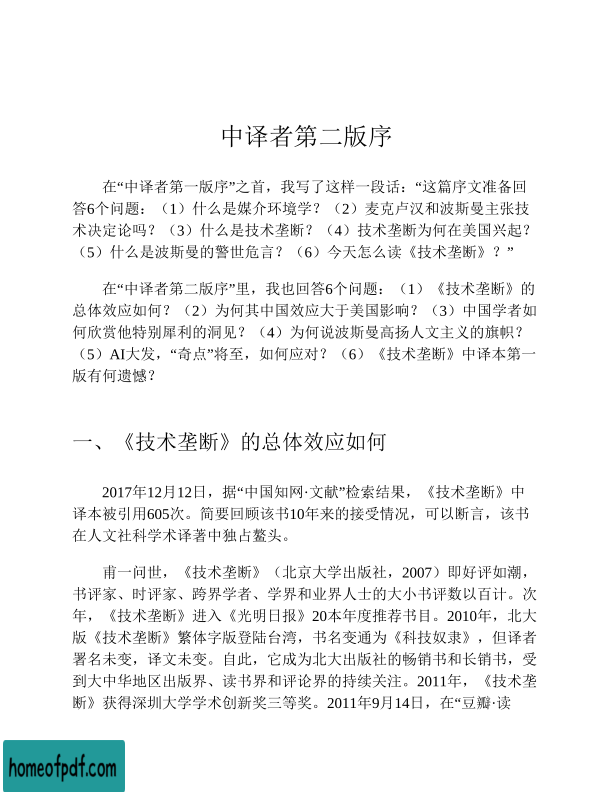 中译者第二版序
在“中译者第一版序”之首，我写了这样一段话：“这篇序文准备回
答6个问题：（1）什么是媒介环境学？（2）麦克卢汉和波斯曼主张技
术决定论吗？（3）什么是技术垄断？（4）技术垄断为何在美国兴起？
（5）什么是波斯曼的警世危言？（6）今天怎么读《技术垄断》？”
在“中译者第二版序”里，我也回答6个问题：（1）《技术垄断》的
总体效应如何？（2）为何其中国效应大于美国影响？（3）中国学者如
何欣赏他特别犀利的洞见？（4）为何说波斯曼高扬人文主义的旗帜？
（5）AI大发，“奇点”将至，如何应对？（6）《技术垄断》中译本第一
版有何遗憾？
一、《技术垄断》的总体效应如何
2017年12月12日，据“中国知网·文献”检索结果，《技术垄断》中
译本被引用605次。简要回顾该书10年来的接受情况，可以断言，该书
在人文社科学术译著中独占鳌头。
甫一问世，《技术垄断》（北京大学出版社，2007）即好评如潮，
书评家、时评家、跨界学者、学界和业界人士的大小书评数以百计。次
年，《技术垄断》进入《光明日报》20本年度推荐书目。2010年，北大
版《技术垄断》繁体字版登陆台湾，书名变通为《科技奴隶》，但译者
署名未变，译文未变。自此，它成为北大出版社的畅销书和长销书，受
到大中华地区出版界、读书界和评论界的持续关注。2011年，《技术垄
断》获得深圳大学学术创新奖三等奖。2011年9月14日，在“豆瓣·读
homeofpdf.com